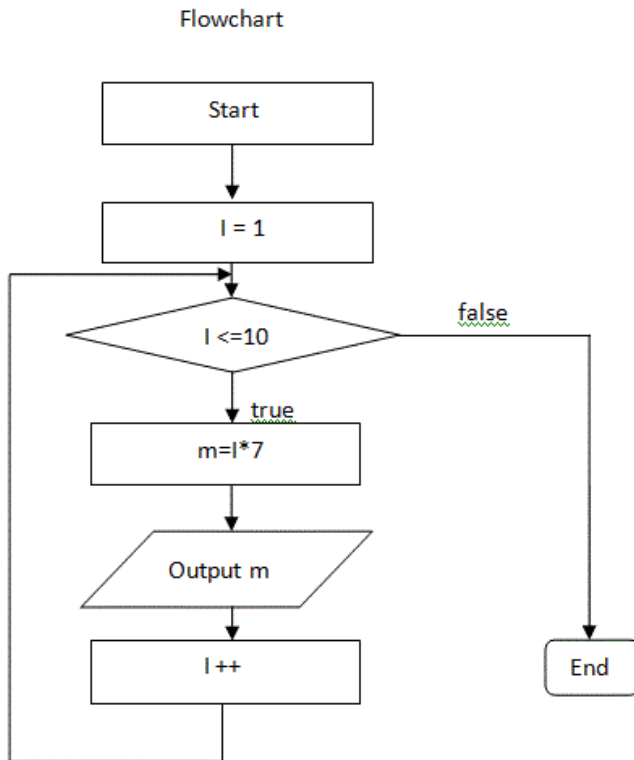 Flowchart
Start
I = 1
I <=10
false
true
m=I*7
Output m
I ++
End